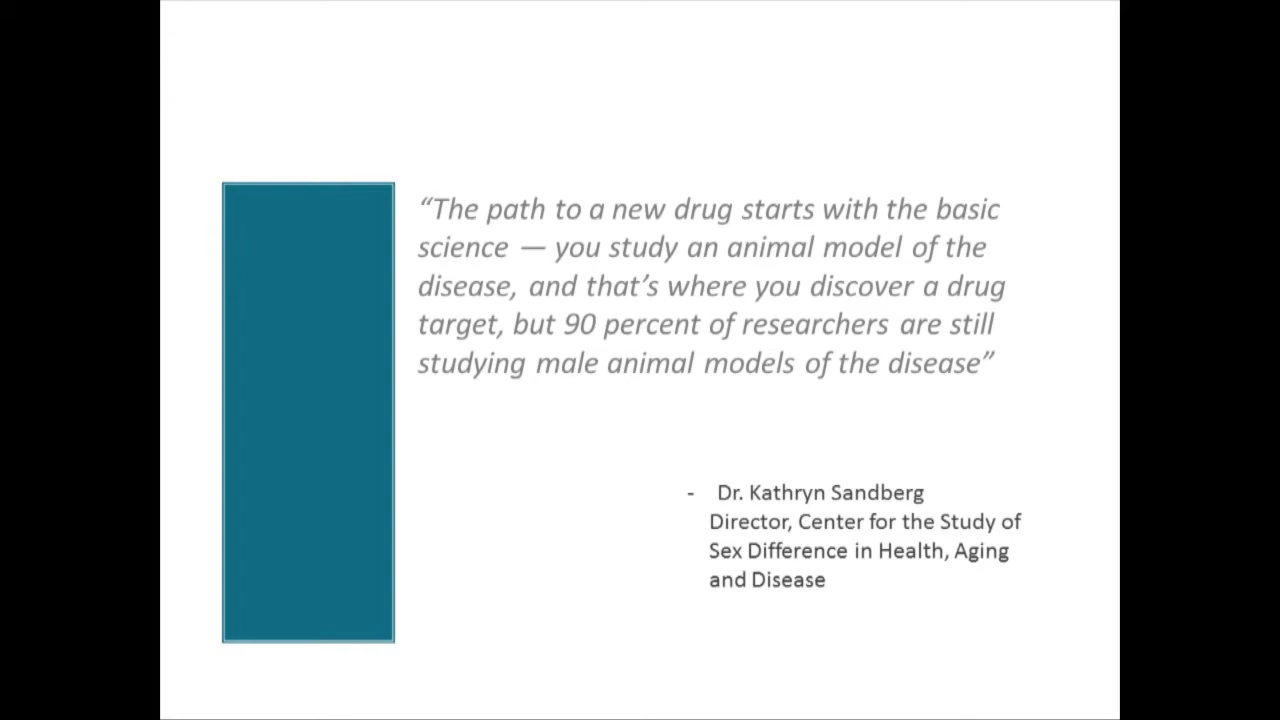 “The path to a new drug starts with the basic
science — you study an animal model of the
disease, and that’s where you discover a drug
target, but 90 percent of researchers are still
studying male animal models of the disease”
- Dr. Kathryn Sandberg
Director, Center for the Study of
Sex Difference in Health, Aging
and Disease